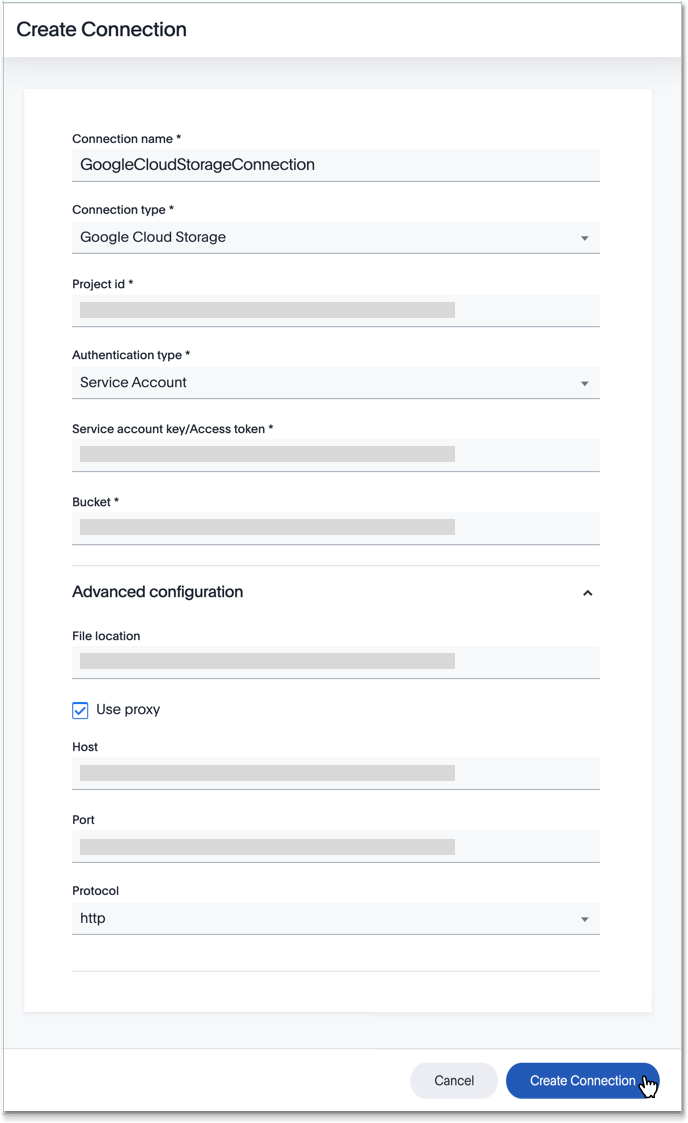 Create Connection
Connection name *
GoogleCloudStorageConnection
Connection type *
Google Cloud Storage
Project id *
Authentication type *
Service Account
Service account key/Access token *
Bucket *
Advanced configuration
File location
Use proxy
Host
Port
Protocol
http
Cancel
Create Connection